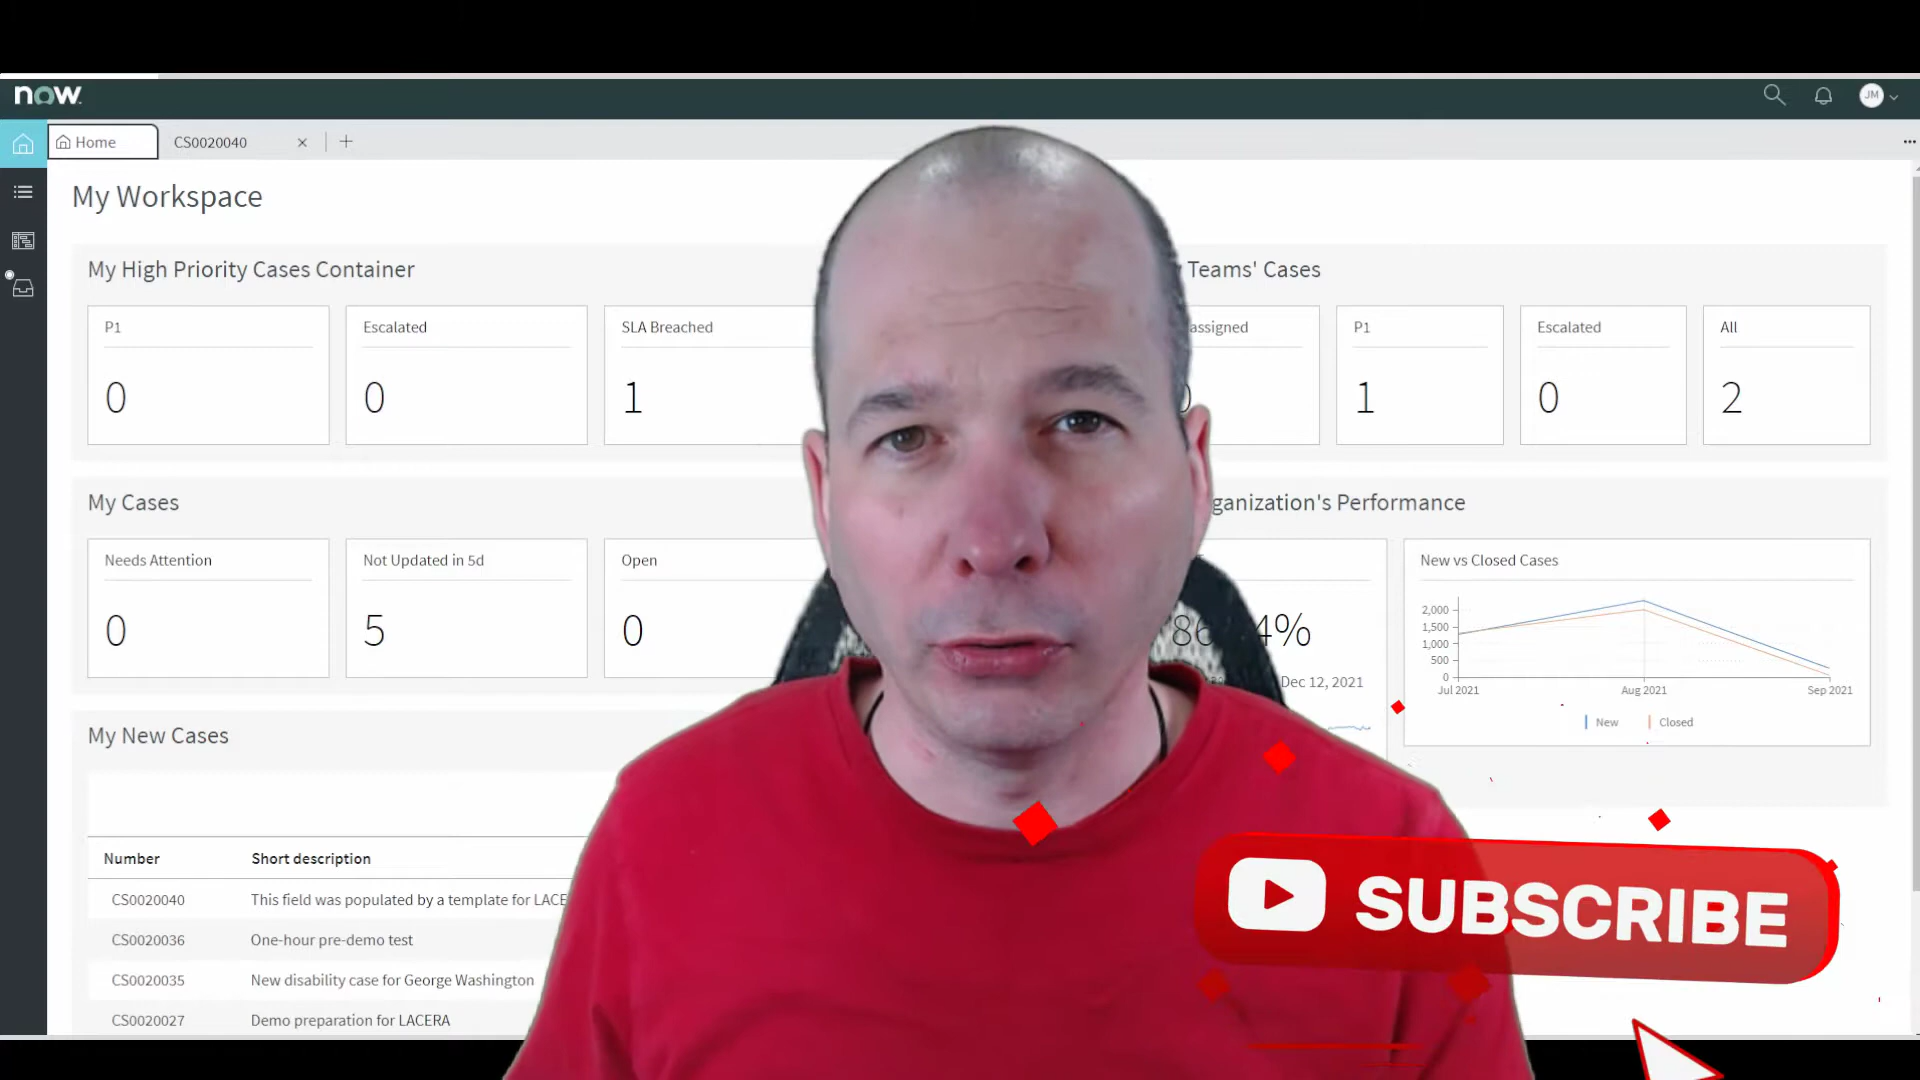 now.
JM
Home
CS0020040
My Workspace
My High Priority Cases Container
Teams' Cases
P1
Escalated
SLA Breached
assigned
P1
Escalated
All
0
0
1
0
1
0
2
My Cases
ganization's Performance
Needs Attention
Not Updated in 5d
Open
New vs Closed Cases
0
5
0
86
4%
Dec 12, 2021
2,000
1,500
1,000
500
0
Jul 2021
Aug 2021
Sep 2021
New
Closed
My New Cases
Number
Short description
CS0020040
This field was populated by a template for LACE
CS0020036
One-hour pre-demo test
CS0020035
New disability case for George Washington
CS0020027
Demo preparation for LACERA
SUBSCRIBE